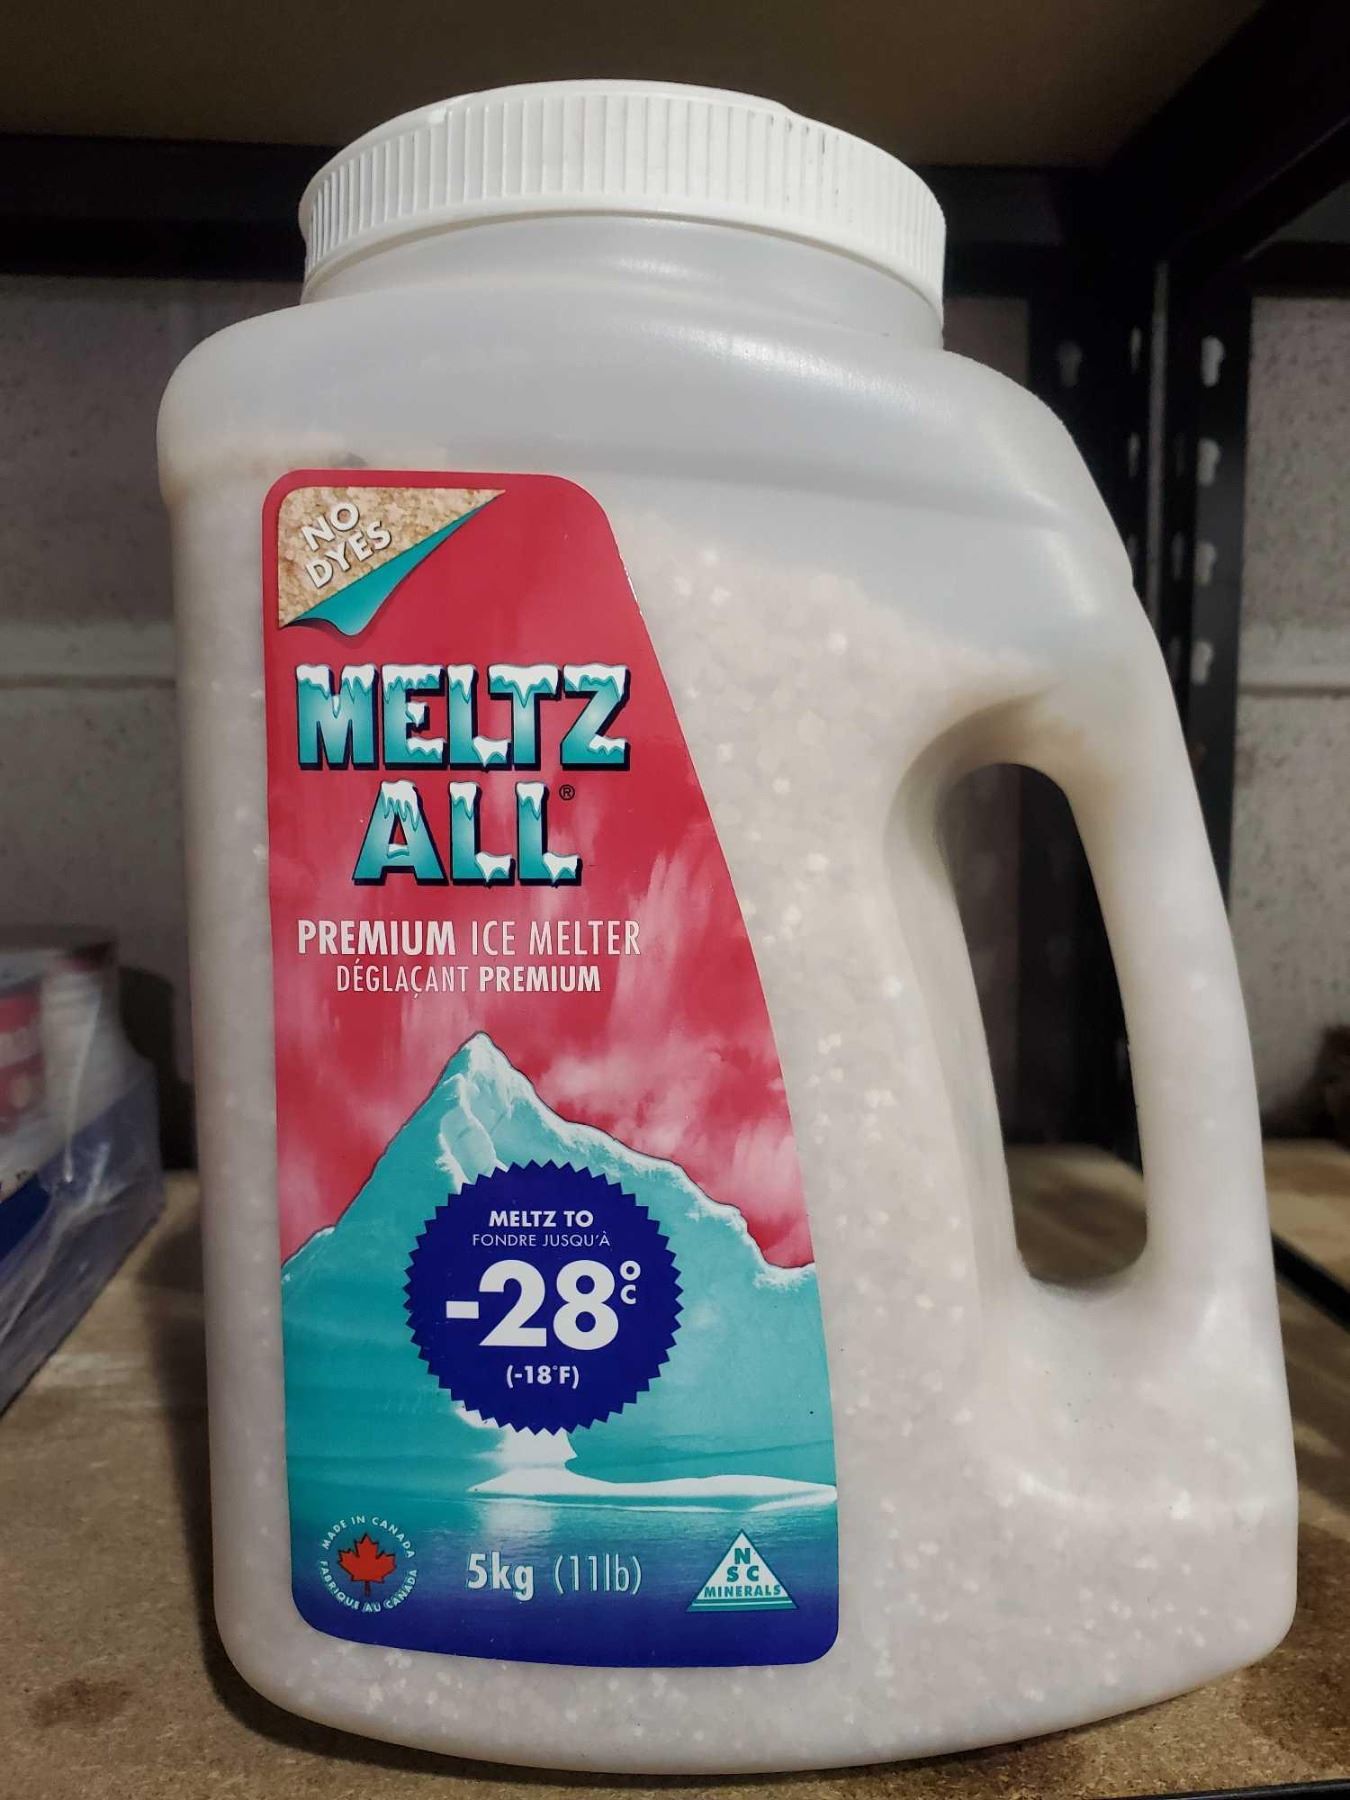 NO
DYES
MELTZ
ALL®
PREMIUM ICE MELTER
DÉGLAÇANT PREMIUM
MELTZ TO
FONDRE JUSQU'À
-28°C
(-18°F)
MADE IN CANADA
FABRIQUE AU CANADA
5kg (11lb)
N
S C
MINERALS